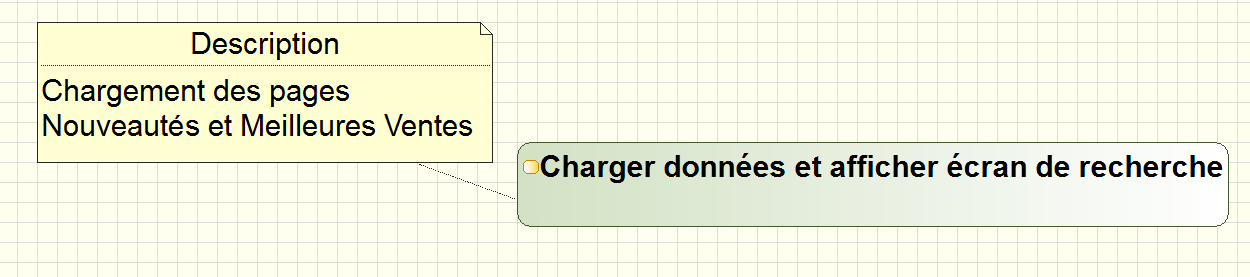 Description
Chargement des pages
Nouveautés et Meilleures Ventes
Charger données et afficher écran de recherche